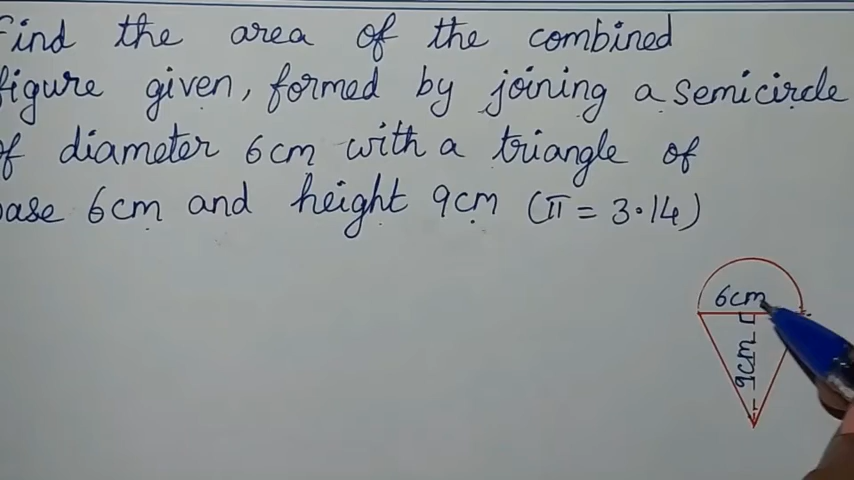 Find the area of the combined
figure given, formed by joining a semicircle
of diameter 6cm with a triangle of
base 6cm and height 9cm (π = 3.14)
6cm
9cm